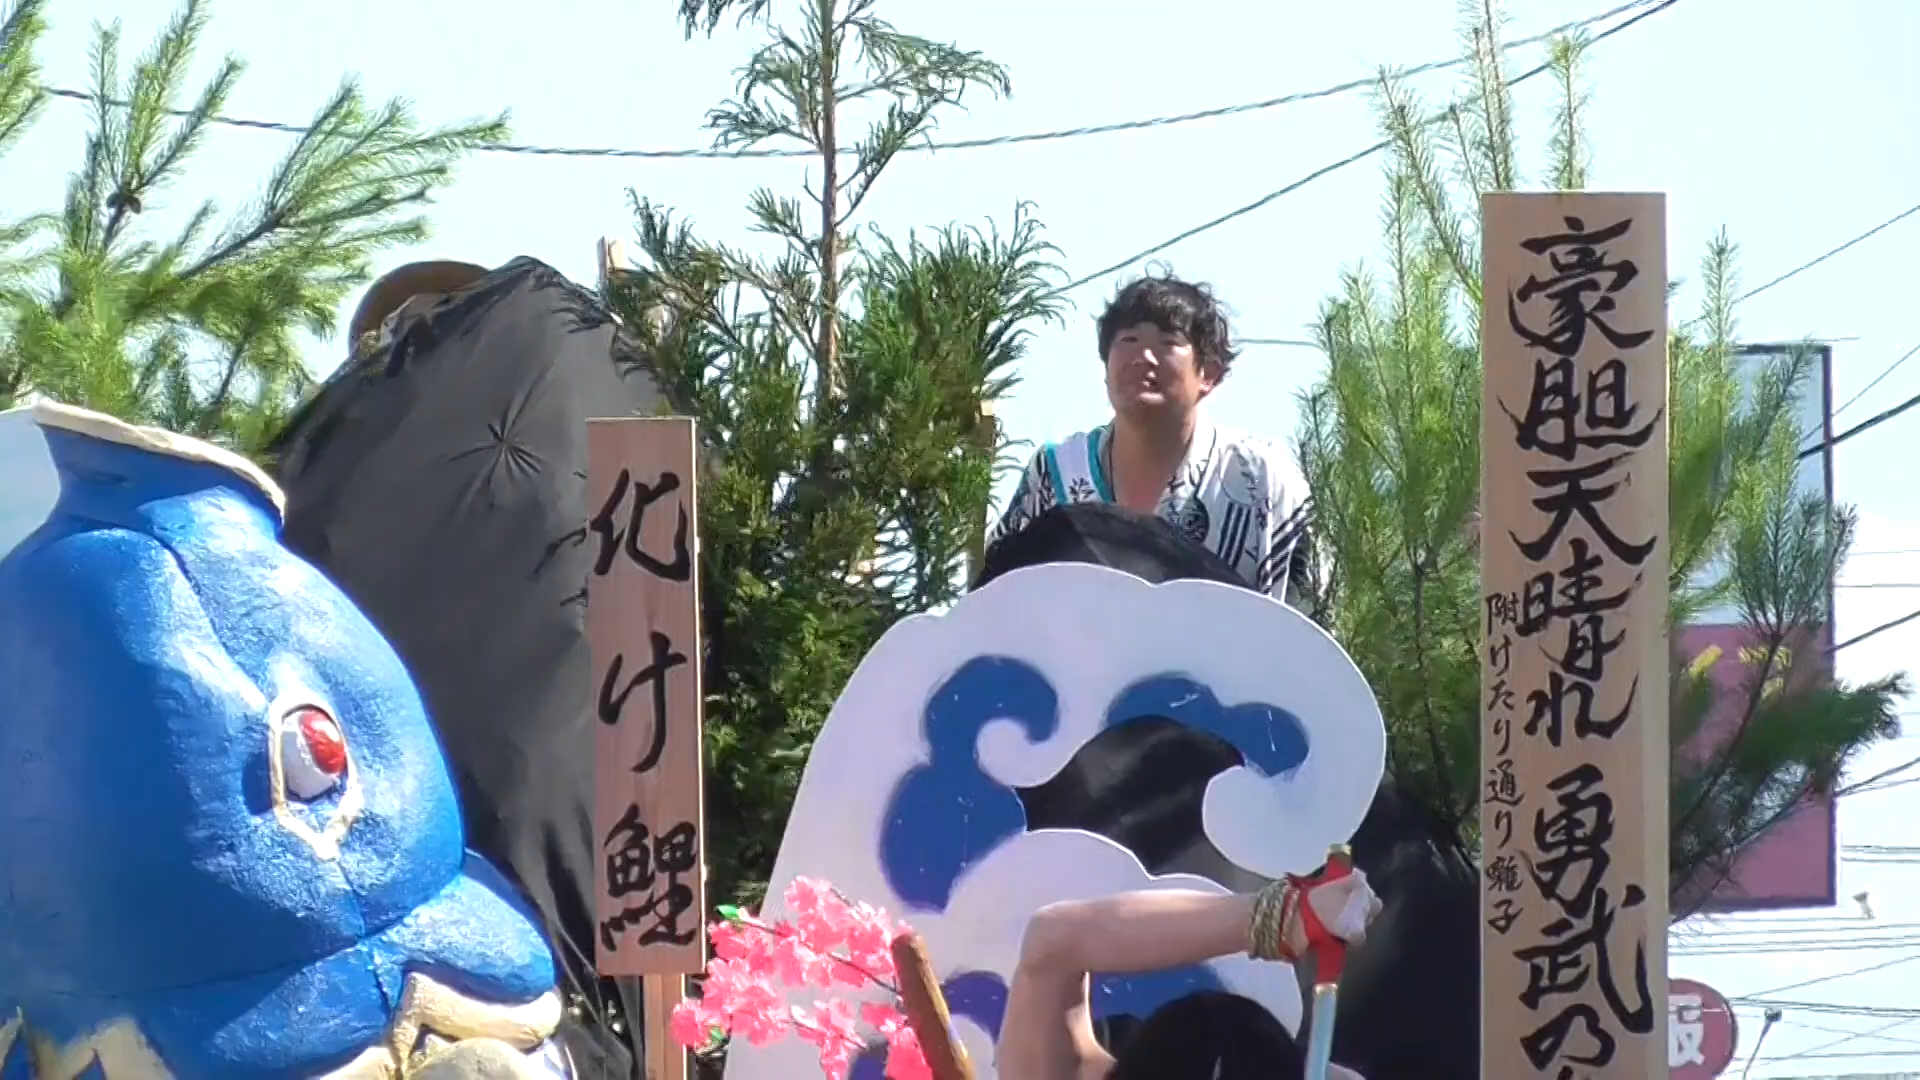 豪胆天晴れ 勇武の
附けたり通り囃子
化け鯉